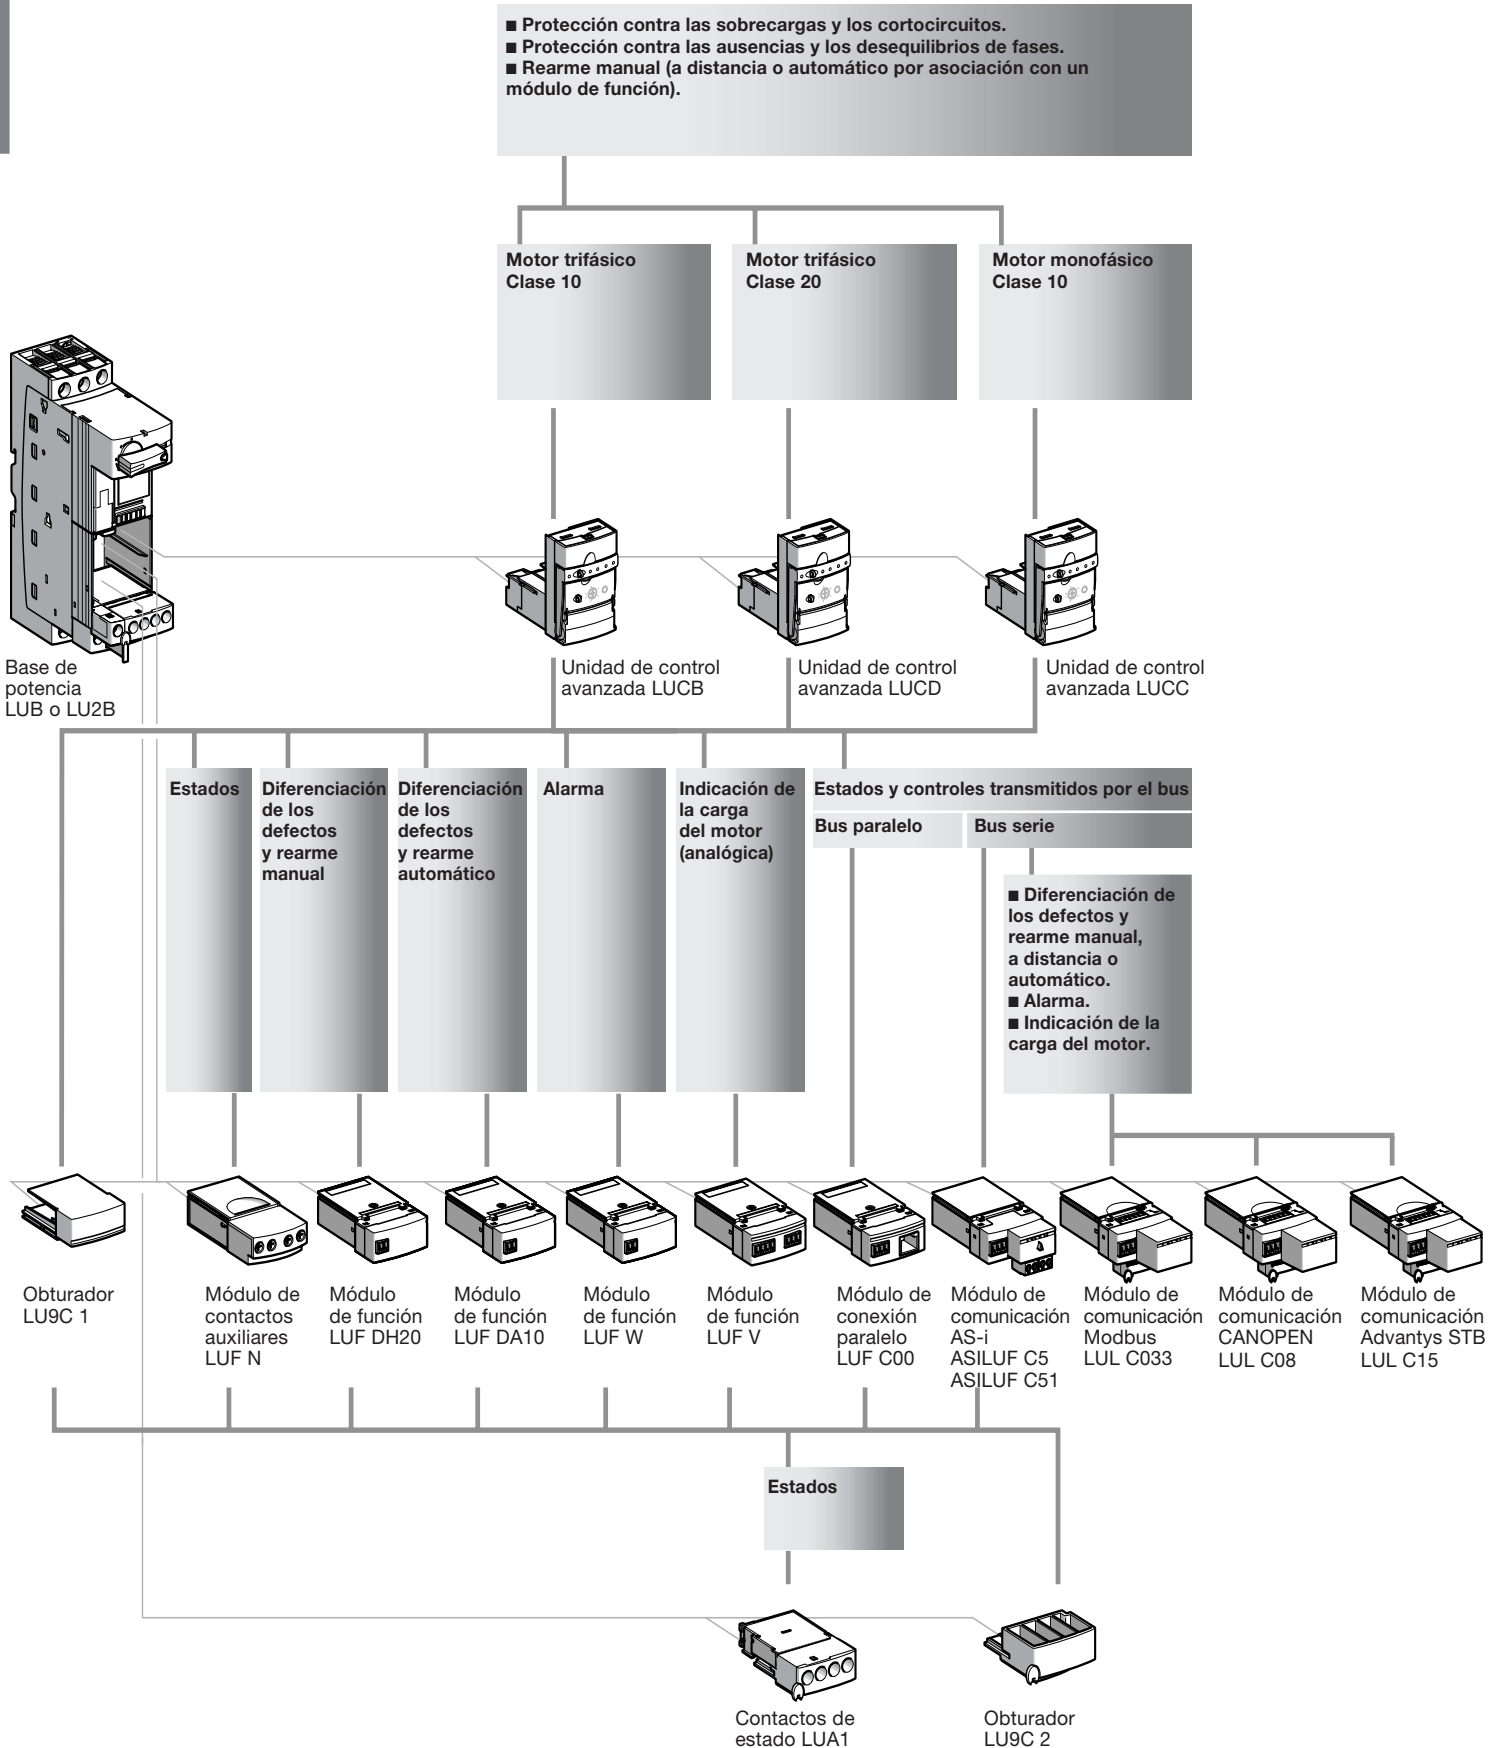 ■ Protección contra las sobrecargas y los cortocircuitos.
■ Protección contra las ausencias y los desequilibrios de fases.
■ Rearme manual (a distancia o automático por asociación con un
módulo de función).
Motor trifásico
Clase 10
Motor trifásico
Clase 20
Motor monofásico
Clase 10
Base de
potencia
LUB o LU2B
Unidad de control
avanzada LUCB
Unidad de control
avanzada LUCD
Unidad de control
avanzada LUCC
Estados
Diferenciación
de los
defectos
y rearme
manual
Diferenciación
de los
defectos
y rearme
automático
Alarma
Indicación de
la carga
del motor
(analógica)
Estados y controles transmitidos por el bus
Bus paralelo
Bus serie
■ Diferenciación de
los defectos y
rearme manual,
a distancia o
automático.
■ Alarma.
■ Indicación de la
carga del motor.
Obturador
LU9C 1
Módulo de
contactos
auxiliares
LUF N
Módulo
de función
LUF DH20
Módulo
de función
LUF DA10
Módulo
de función
LUF W
Módulo
de función
LUF V
Módulo de
conexión
paralelo
LUF C00
Módulo de
comunicación
AS-i
ASILUF C5
ASILUF C51
Módulo de
comunicación
Modbus
LUL C033
Módulo de
comunicación
CANOPEN
LUL C08
Módulo de
comunicación
Advantys STB
LUL C15
Estados
Contactos de
estado LUA1
Obturador
LU9C 2